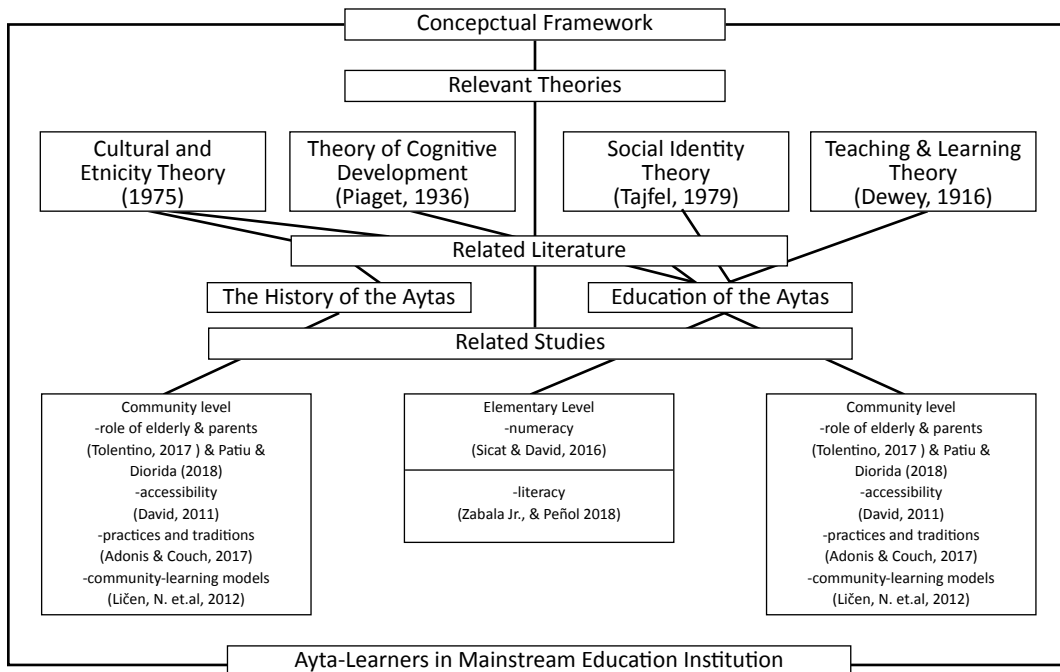 Concepctual Framework
Relevant Theories
Cultural and
Etnicity Theory
(1975)
Theory of Cognitive
Development
(Piaget, 1936)
Social Identity
Theory
(Tajfel, 1979)
Teaching & Learning
Theory
(Dewey, 1916)
Related Literature
The History of the Aytas
Education of the Aytas
Related Studies
Community level
-role of elderly & parents
(Tolentino, 2017 ) & Patiu &
Diorida (2018)
-accessibility
(David, 2011)
-practices and traditions
(Adonis & Couch, 2017)
-community-learning models
(Ličen, N. et.al, 2012)
Elementary Level
-numeracy
(Sicat & David, 2016)
-literacy
(Zabala Jr., & Peñol 2018)
Community level
-role of elderly & parents
(Tolentino, 2017 ) & Patiu &
Diorida (2018)
-accessibility
(David, 2011)
-practices and traditions
(Adonis & Couch, 2017)
-community-learning models
(Ličen, N. et.al, 2012)
Ayta-Learners in Mainstream Education Institution